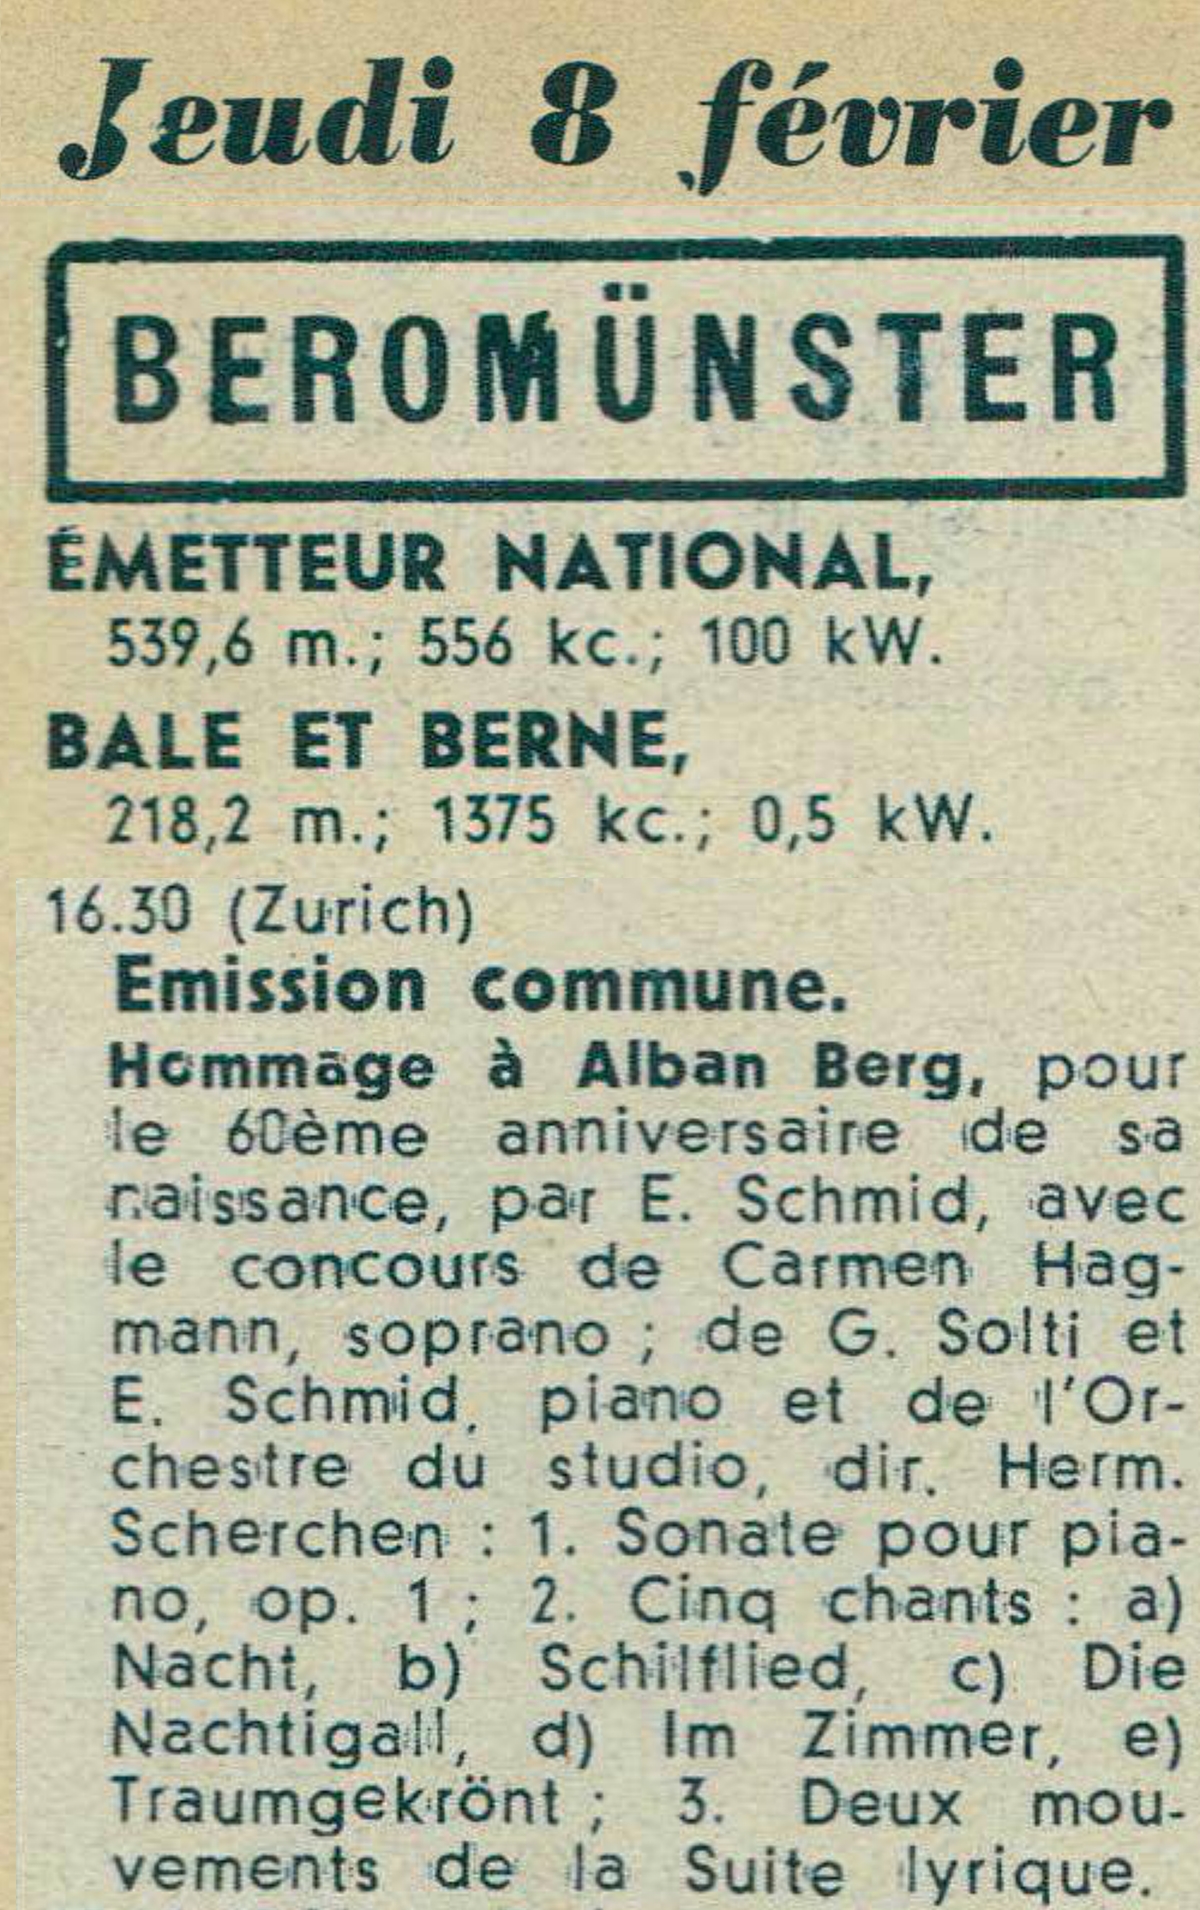 Jeudi 8 février
BEROMÜNSTER
ÉMETTEUR NATIONAL,
539,6 m.; 556 kc.; 100 kW.
BALE ET BERNE,
218,2 m.; 1375 kc.; 0,5 kW.
16.30 (Zurich)
Emission commune.
Hommage à Alban Berg, pour
le 60ème anniversaire de sa
naissance, par E. Schmid, avec
le concours de Carmen Hag-
mann, soprano ; de G. Solti et
E. Schmid, piano et de l'Or-
chestre du studio, dir. Herm.
Scherchen : 1. Sonate pour pia-
no, op. 1 ; 2. Cinq chants : a)
Nacht, b) Schilflied, c) Die
Nachtigall, d) Im Zimmer, e)
Traumgekrönt ; 3. Deux mou-
vements de la Suite lyrique.